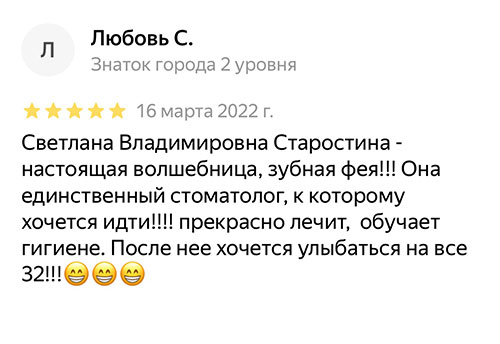 Л
Любовь С.
Знаток города 2 уровня
16 марта 2022 г.
Светлана Владимировна Старостина -
настоящая волшебница, зубная фея!!! Она
единственный стоматолог, к которому
хочется идти!!!! прекрасно лечит,  обучает
гигиене. После нее хочется улыбаться на все
32!!!😁😁😁